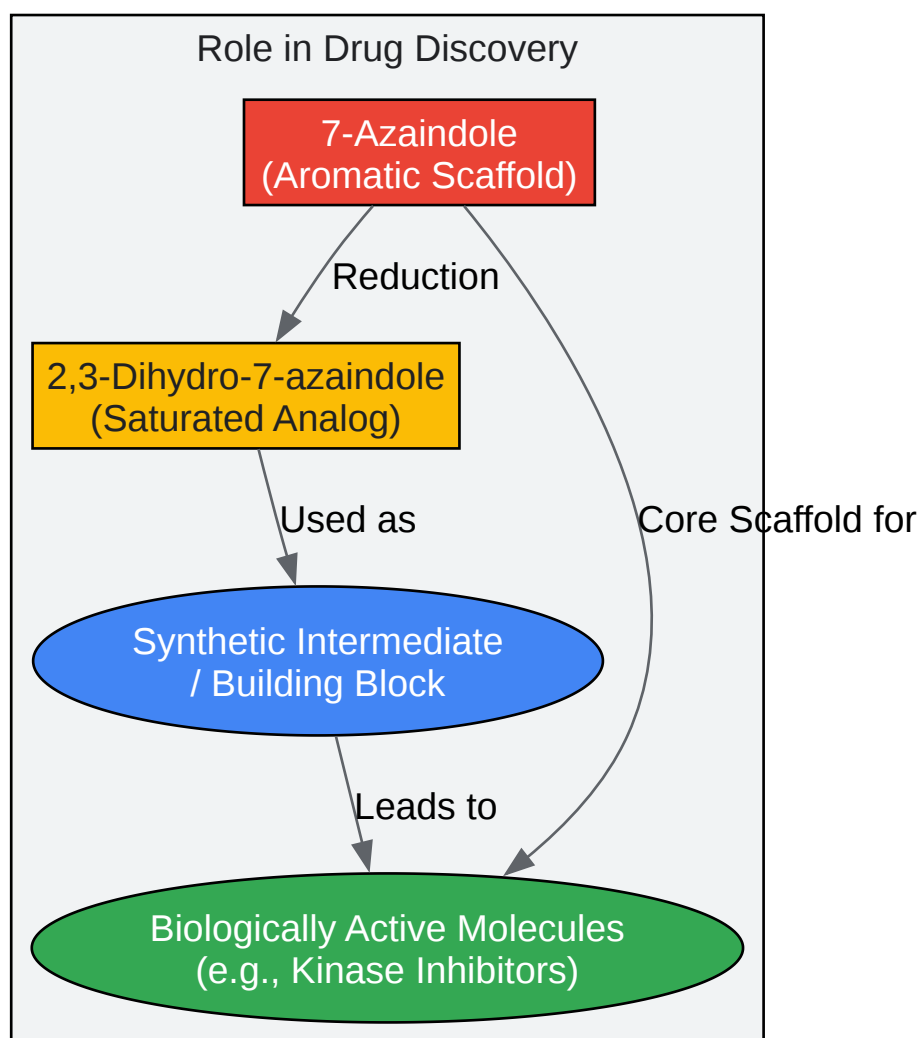 Role in Drug Discovery
7-Azaindole
(Aromatic Scaffold)
Reduction
2,3-Dihydro-7-azaindole
(Saturated Analog)
Used as
Core Scaffold for
Synthetic Intermediate
/ Building Block
Leads to
Biologically Active Molecules
(e.g., Kinase Inhibitors)